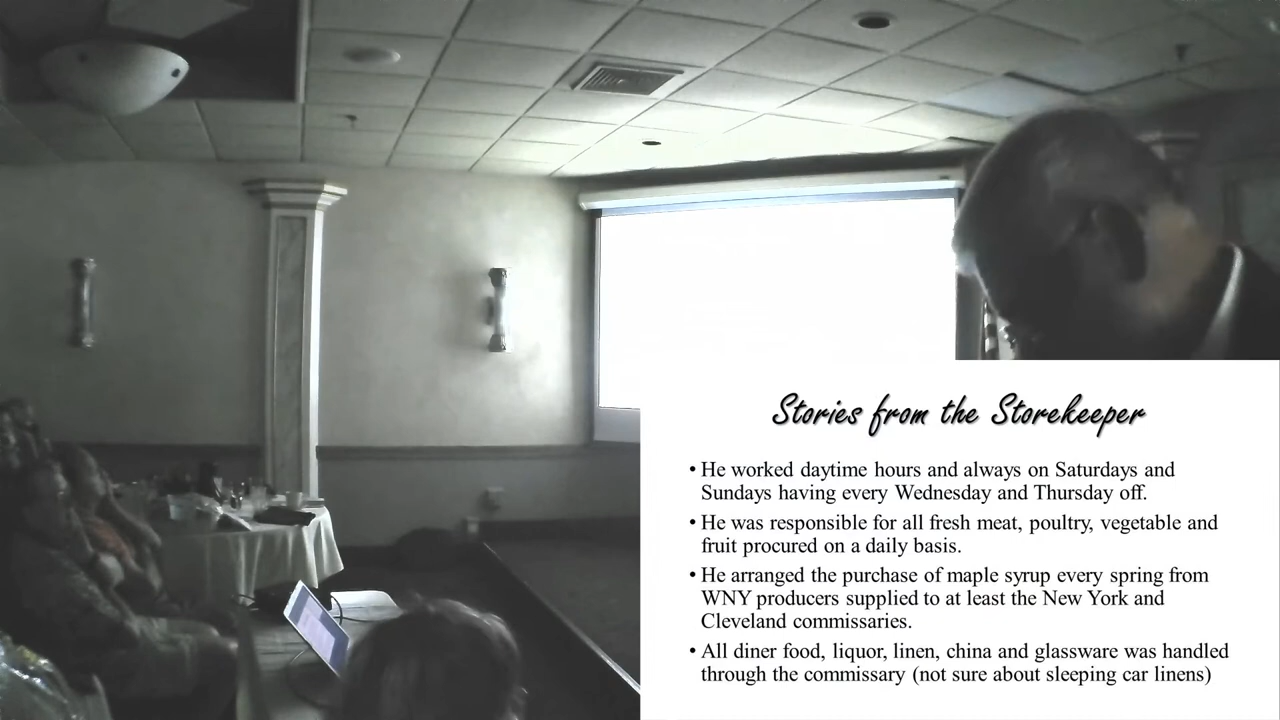 Stories from the Storekeeper
• He worked daytime hours and always on Saturdays and
Sundays having every Wednesday and Thursday off.
• He was responsible for all fresh meat, poultry, vegetable and
fruit procured on a daily basis.
• He arranged the purchase of maple syrup every spring from
WNY producers supplied to at least the New York and
Cleveland commissaries.
• All diner food, liquor, linen, china and glassware was handled
through the commissary (not sure about sleeping car linens)